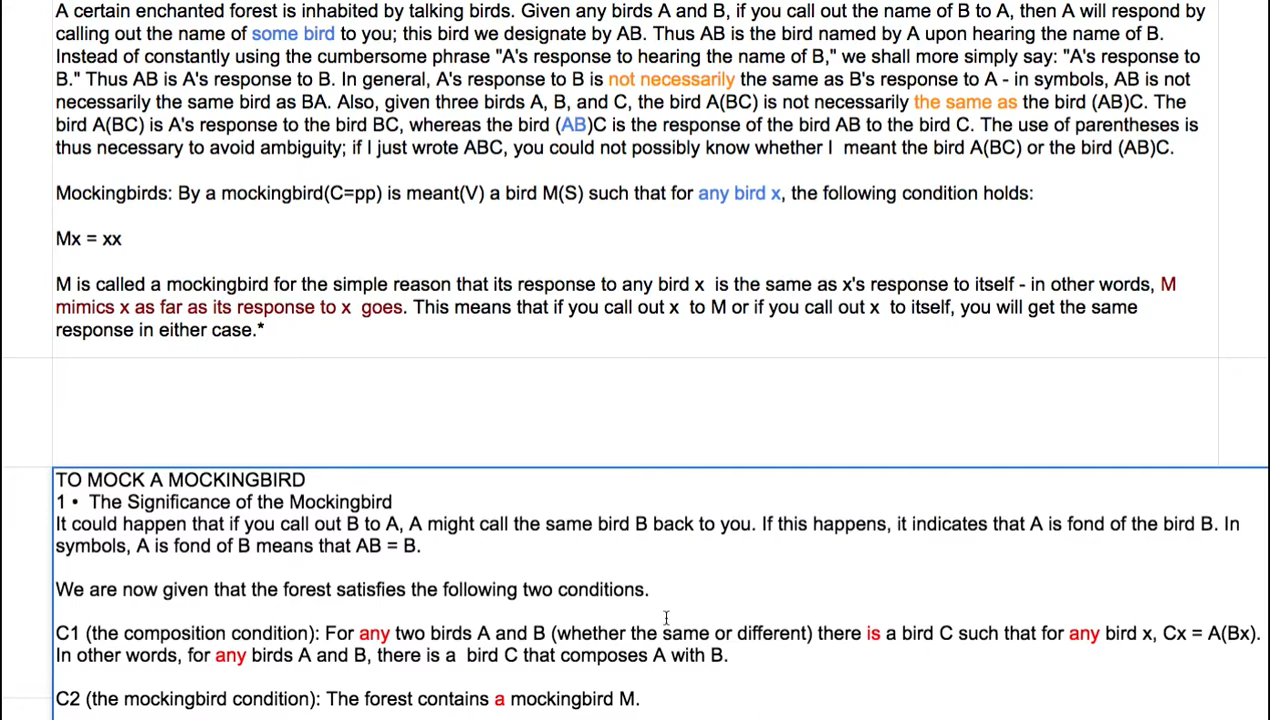 A certain enchanted forest is inhabited by talking birds. Given any birds A and B, if you call out the name of B to A, then A will respond by
calling out the name of some bird to you; this bird we designate by AB. Thus AB is the bird named by A upon hearing the name of B.
Instead of constantly using the cumbersome phrase "A's response to hearing the name of B," we shall more simply say: "A's response to
B." Thus AB is A's response to B. In general, A's response to B is not necessarily the same as B's response to A - in symbols, AB is not
necessarily the same bird as BA. Also, given three birds A, B, and C, the bird A(BC) is not necessarily the same as the bird (AB)C. The
bird A(BC) is A's response to the bird BC, whereas the bird (AB)C is the response of the bird AB to the bird C. The use of parentheses is
thus necessary to avoid ambiguity; if I just wrote ABC, you could not possibly know whether I  meant the bird A(BC) or the bird (AB)C.
Mockingbirds: By a mockingbird(C=pp) is meant(V) a bird M(S) such that for any bird x, the following condition holds:
Mx = xx
M is called a mockingbird for the simple reason that its response to any bird x  is the same as x's response to itself - in other words, M
mimics x as far as its response to x  goes. This means that if you call out x  to M or if you call out x  to itself, you will get the same
response in either case.*
TO MOCK A MOCKINGBIRD
1 •  The Significance of the Mockingbird
It could happen that if you call out B to A, A might call the same bird B back to you. If this happens, it indicates that A is fond of the bird B. In
symbols, A is fond of B means that AB = B.
We are now given that the forest satisfies the following two conditions.
C1 (the composition condition): For any two birds A and B (whether the same or different) there is a bird C such that for any bird x, Cx = A(Bx).
In other words, for any birds A and B, there is a  bird C that composes A with B.
C2 (the mockingbird condition): The forest contains a mockingbird M.